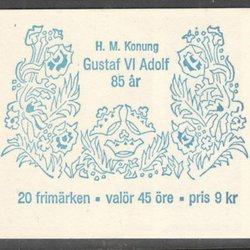 H. M. Konung
Gustaf VI Adolf
85 år
20 frimärken ▪ valör 45 öre ▪ pris 9 kr